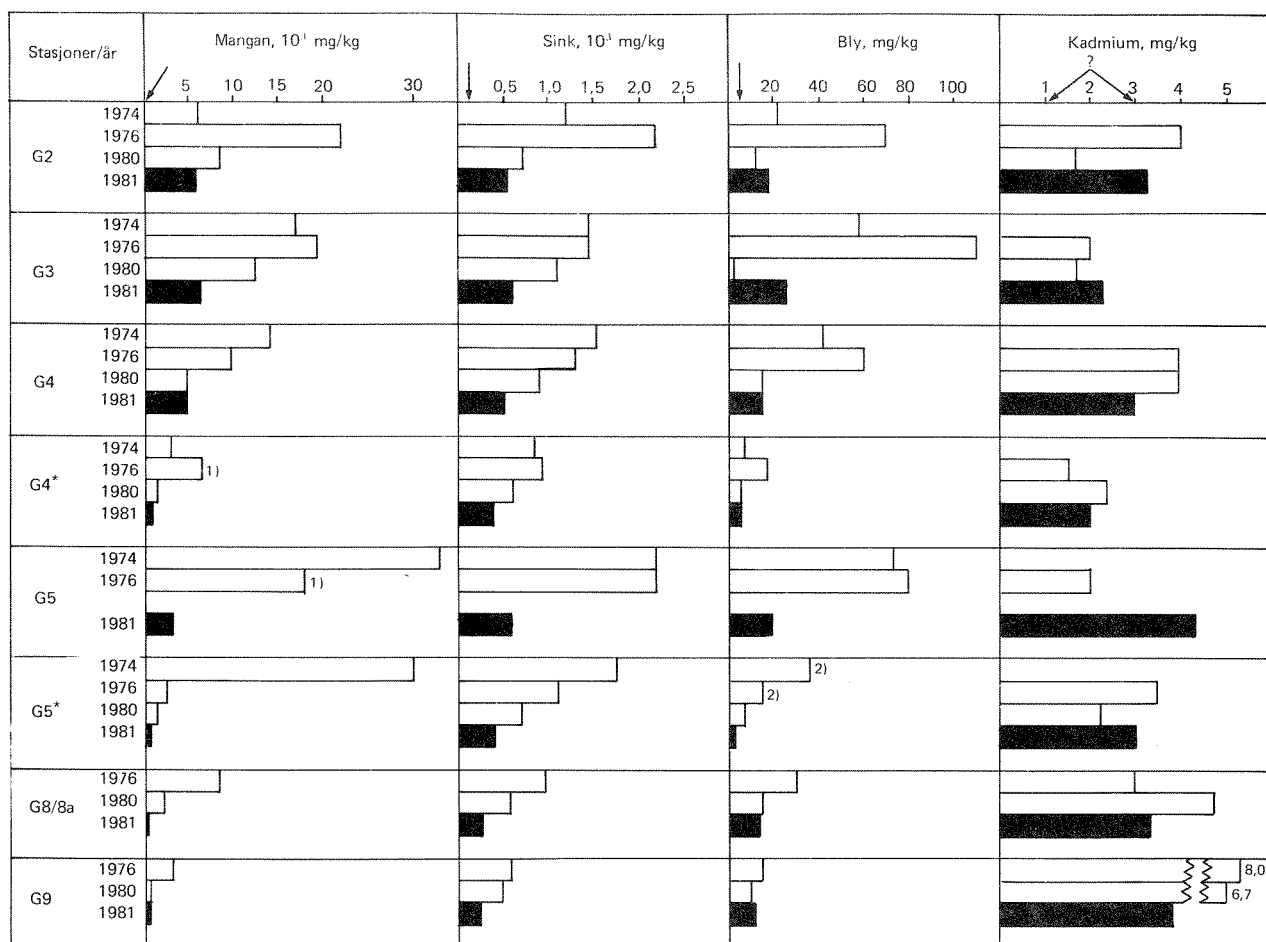 Stasjoner/år
Mangan, 10³ mg/kg
Sink, 10³ mg/kg
Bly, mg/kg
Kadmium, mg/kg
?
5 10 20 30
0,5 1,0 1,5 2,0 2,5
20 40 60 80 100
1 2 3 4 5
G2
1974
1976
1980
1981
G3
1974
1976
1980
1981
G4
1974
1976
1980
1981
G4*
1974
1976 1)
1980
1981
G5
1974
1976 1)
1981
G5*
1974 2)
1976 2)
1980
1981
G8/8a
1976
1980
1981
G9
1976 8,0
1980 6,7
1981